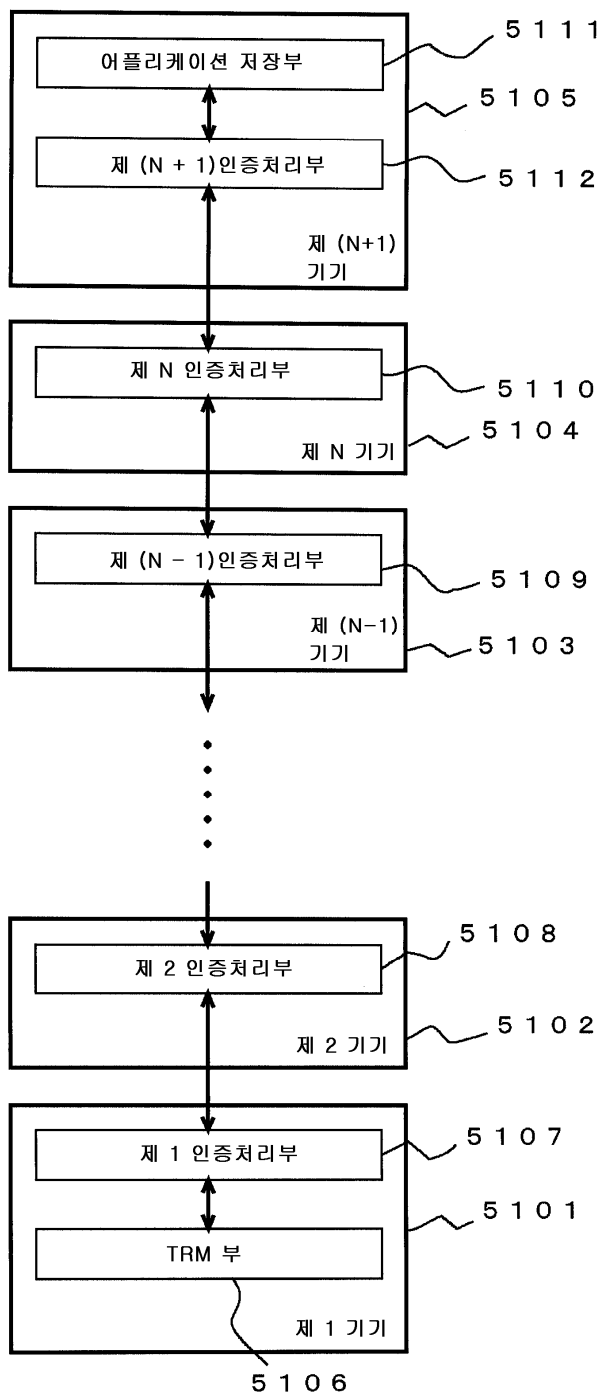 어플리케이션 저장부
5111
5105
제 (N + 1)인증처리부
5112
제 (N+1)
기기
제 N 인증처리부
5110
제 N 기기
5104
제 (N - 1)인증처리부
5109
제 (N-1)
기기
5103
제 2 인증처리부
5108
제 2 기기
5102
제 1 인증처리부
5107
5101
TRM 부
제 1 기기
5106